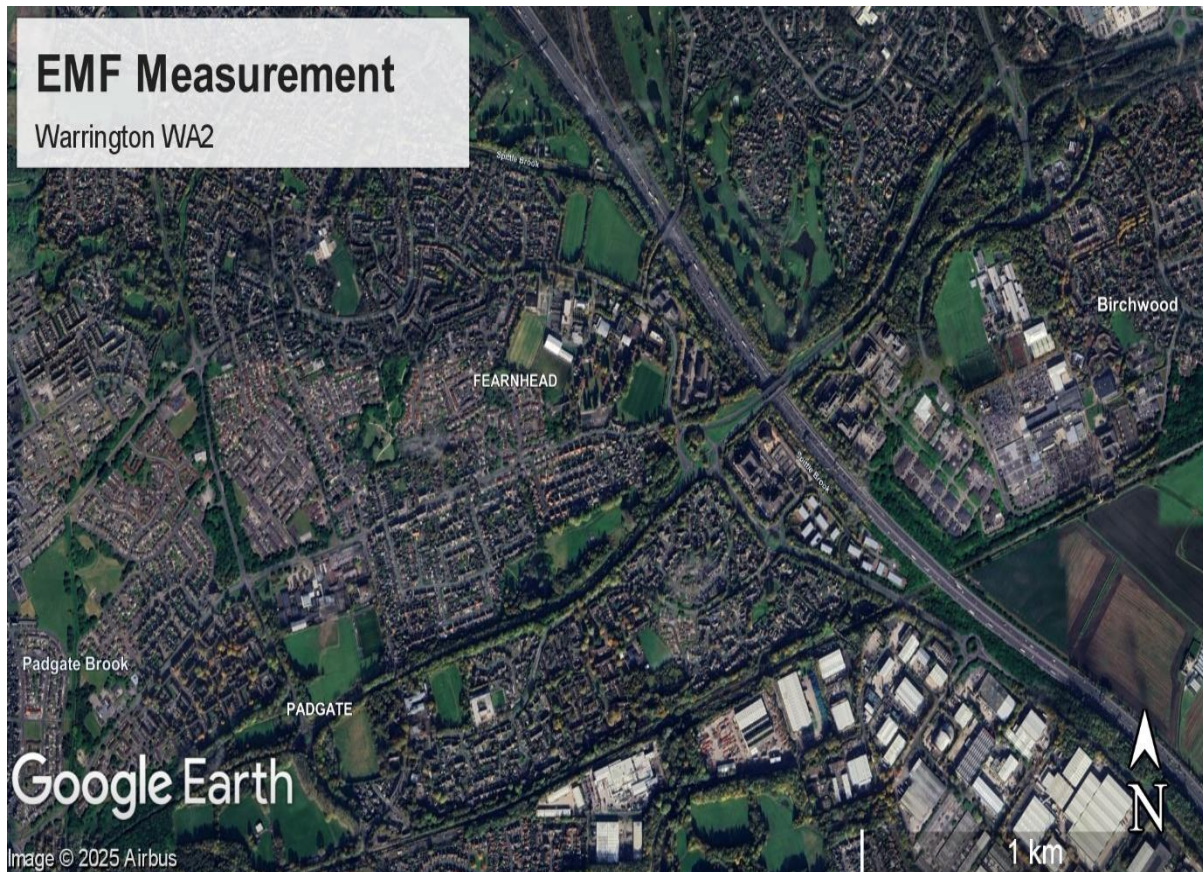 EMF Measurement
Warrington WA2
Spittle Brook
Birchwood
FEARNHEAD
Spittle Brook
Padgate Brook
PADGATE
Google Earth
N
Image © 2025 Airbus
1 km